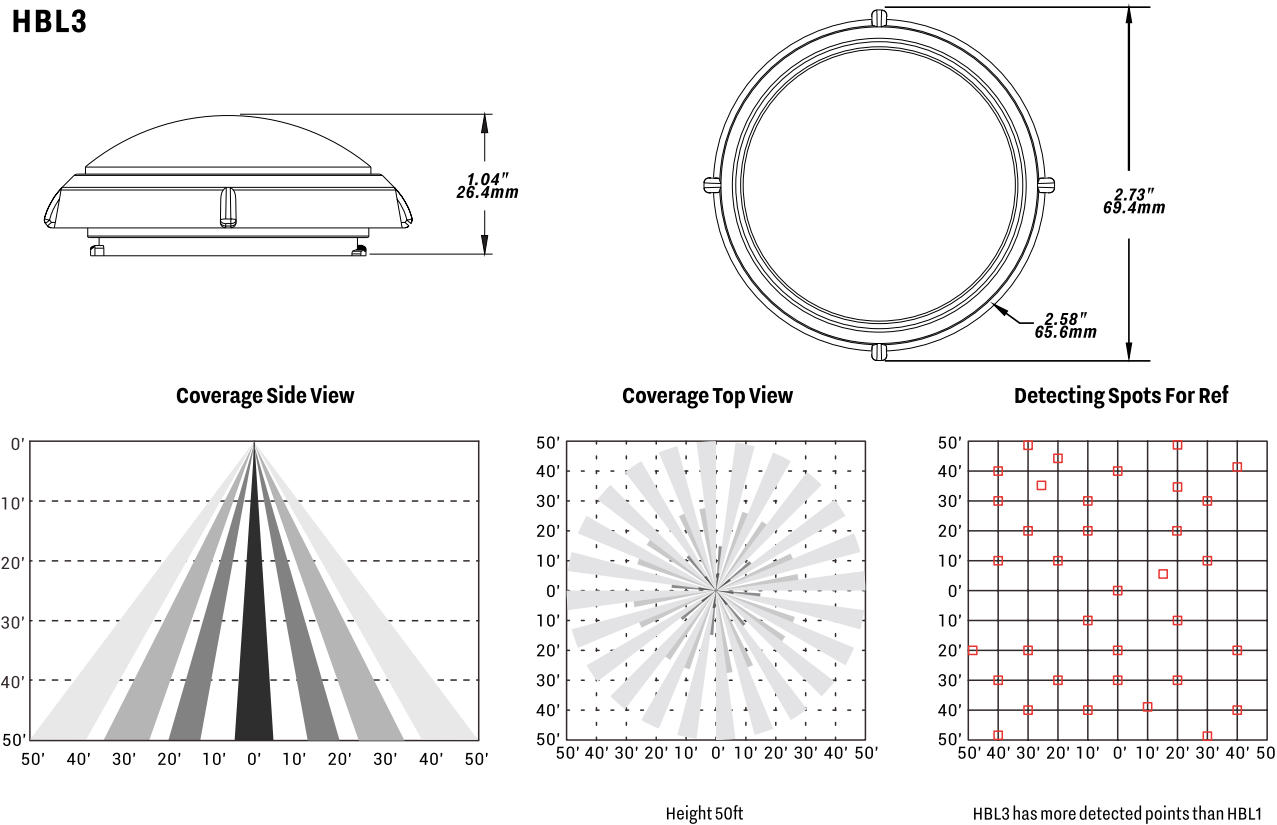 HBL3
1.04"
26.4mm
2.73"
69.4mm
2.58"
65.6mm
Coverage Side View
0'
10'
20'
30'
40'
50'
50' 40' 30' 20' 10' 0' 10' 20' 30' 40' 50'
Coverage Top View
50'
40'
30'
20'
10'
0'
10'
20'
30'
40'
50'
50' 40' 30' 20' 10' 0' 10' 20' 30' 40' 50'
Height 50ft
Detecting Spots For Ref
50'
40'
30'
20'
10'
0'
10'
20'
30'
40'
50'
50' 40' 30' 20' 10' 0' 10' 20' 30' 40' 50
HBL3 has more detected points than HBL1